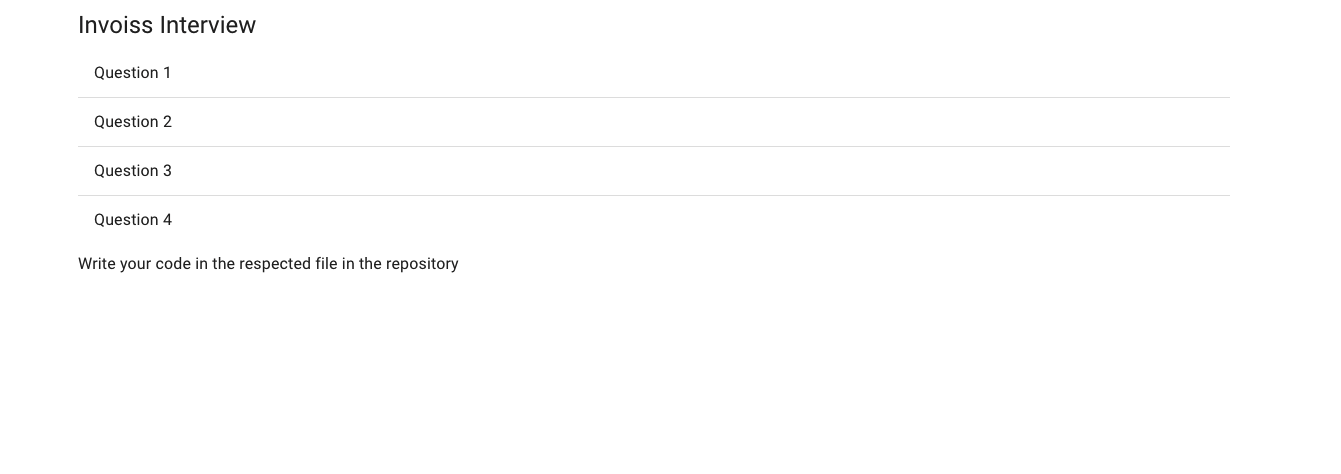 Invoiss Interview
Question 1
Question 2
Question 3
Question 4
Write your code in the respected file in the repository